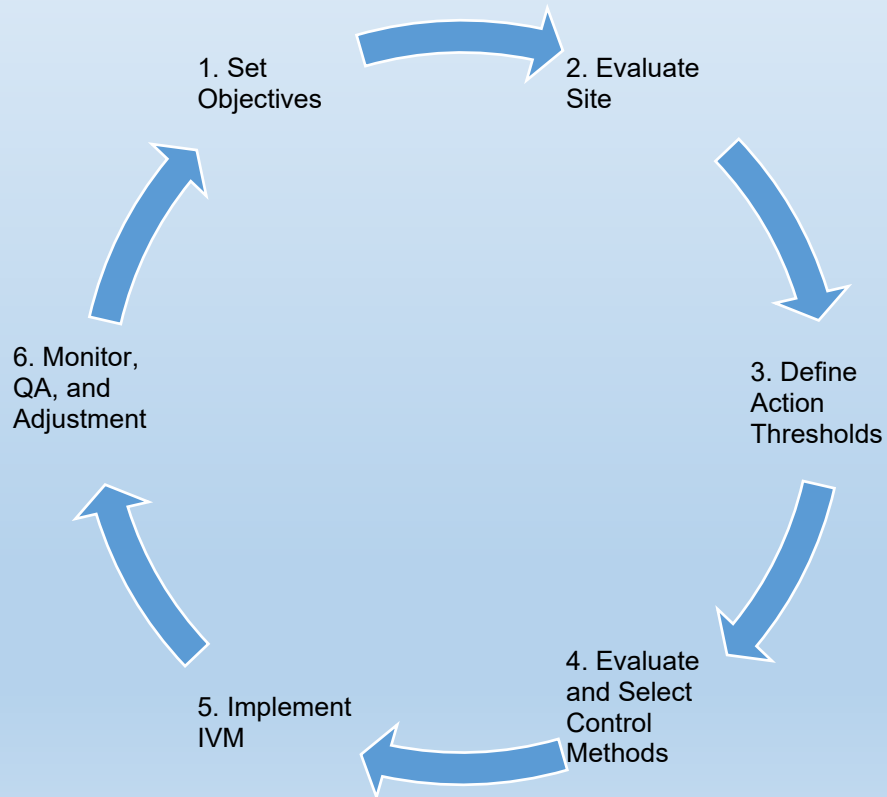 1. Set
Objectives
2. Evaluate
Site
3. Define
Action
Thresholds
4. Evaluate
and Select
Control
Methods
5. Implement
IVM
6. Monitor,
QA, and
Adjustment